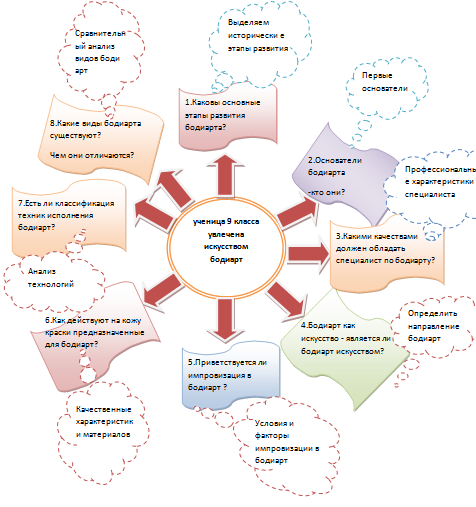 Сравнительн
ый анализ
видов боди
арт
Выделяем
исторически е
этапы развития
Первые
основатели
8.Какие виды бодиарта
существуют?
Чем они отличаются?
1.Каковы основные
этапы развития
бодиарта?
2.Основатели
бодиарта
-кто они?
Профессиональны
е характеристики
специалиста
7.Есть ли классификация
техник исполнения
бодиарт?
ученица 9 класса
увлечена
искусством
бодиарт
3.Какими качествами
должен обладать
специалист по бодиарту?
Анализ
технологий
6.Как действуют на кожу
краски предназначенные
для бодиарт?
5.Приветствуется ли
импровизация в
бодиарт ?
4.Бодиарт как
искусство - является ли
бодиарт искусством?
Определить
направление
бодиарт
Качественные
характеристик
и материалов
Условия и
факторы
импровизации в
бодиарт